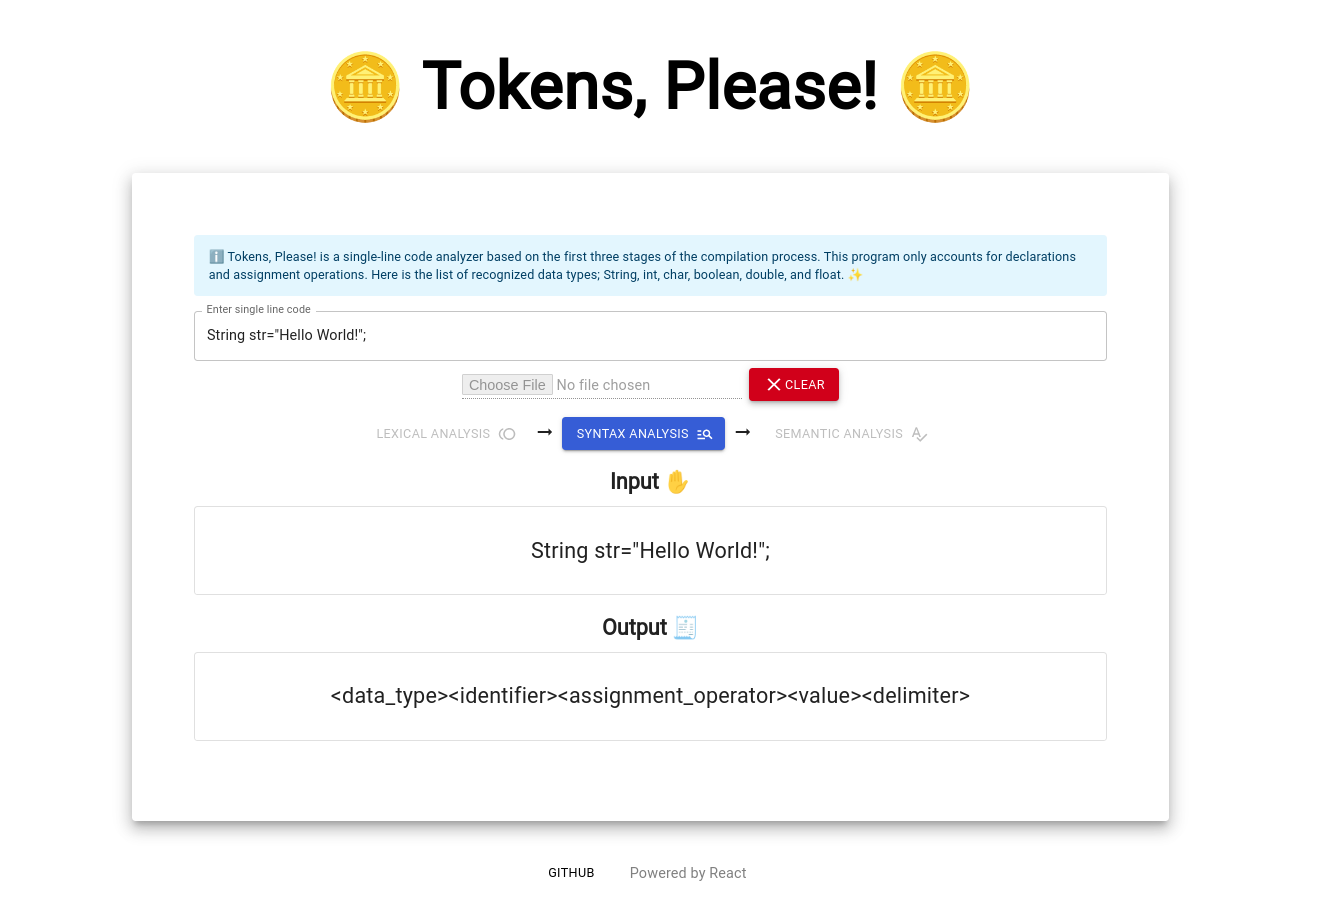 🪙 Tokens, Please! 🪙
ℹ️ Tokens, Please! is a single-line code analyzer based on the first three stages of the compilation process. This program only accounts for declarations
and assignment operations. Here is the list of recognized data types; String, int, char, boolean, double, and float. ✨
Enter single line code
String str="Hello World!";
Choose File No file chosen CLEAR
LEXICAL ANALYSIS → SYNTAX ANALYSIS → SEMANTIC ANALYSIS
Input ✋
String str="Hello World!";
Output 🧾
<data_type><identifier><assignment_operator><value><delimiter>
GITHUB Powered by React